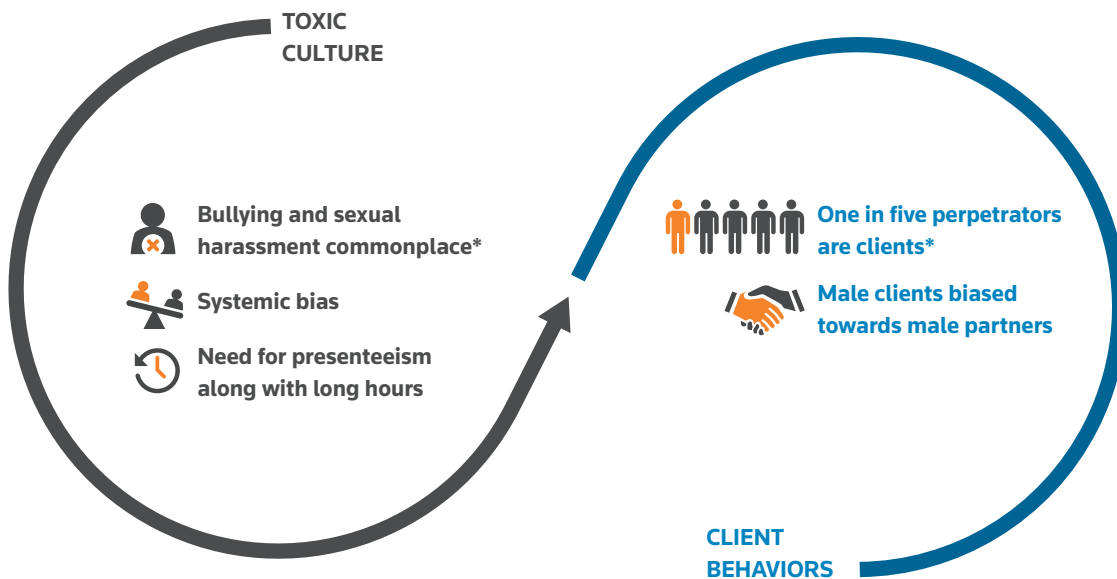 TOXIC
CULTURE
Bullying and sexual
harassment commonplace*
Systemic bias
Need for presenteeism
along with long hours
One in five perpetrators
are clients*
Male clients biased
towards male partners
CLIENT
BEHAVIORS